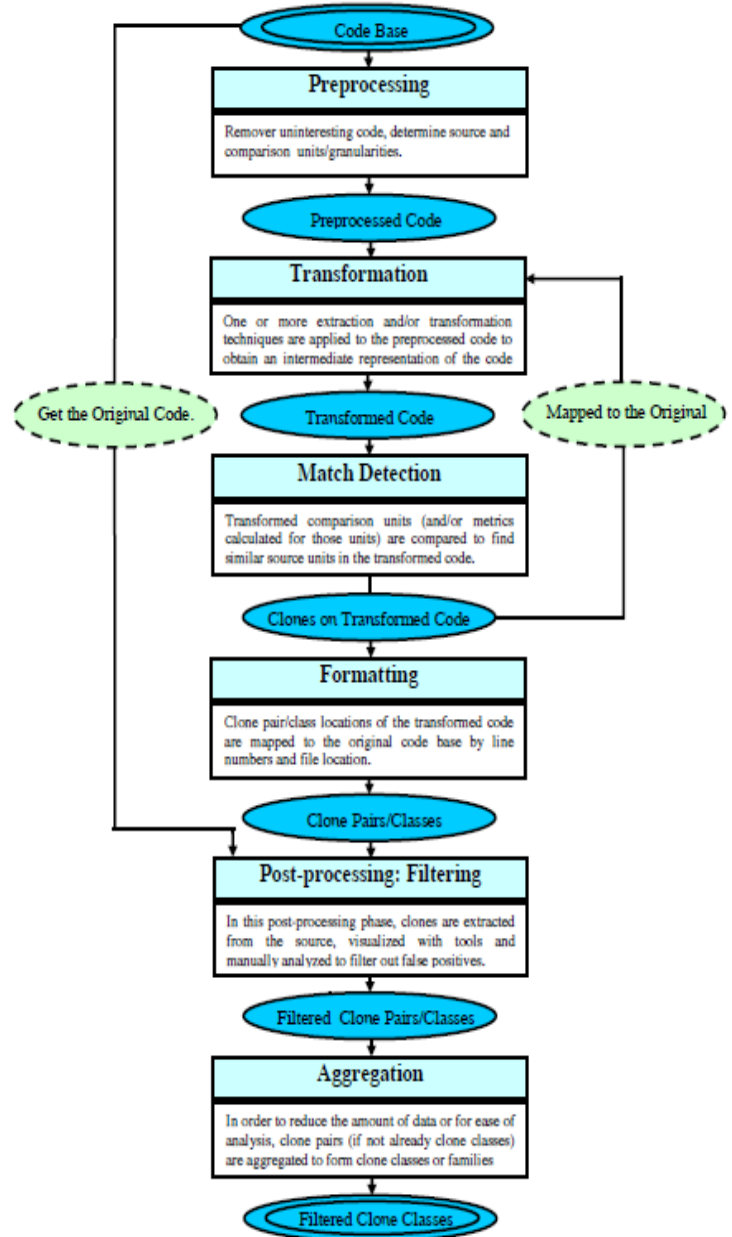 Code Base
Preprocessing
Remover uninteresting code, determine source and
comparison units/granularities.
Preprocessed Code
Transformation
One or more extraction and/or transformation
techniques are applied to the preprocessed code to
obtain an intermediate representation of the code
Get the Original Code.
Transformed Code
Mapped to the Original
Match Detection
Transformed comparison units (and/or metrics
calculated for those units) are compared to find
similar source units in the transformed code.
Clones on Transformed Code
Formatting
Clone pair/class locations of the transformed code
are mapped to the original code base by line
numbers and file location.
Clone Pairs/Classes
Post-processing: Filtering
In this post-processing phase, clones are extracted
from the source, visualized with tools and
manually analyzed to filter out false positives.
Filtered Clone Pairs/Classes
Aggregation
In order to reduce the amount of data or for ease of
analysis, clone pairs (if not already clone classes)
are aggregated to form clone classes or families
Filtered Clone Classes